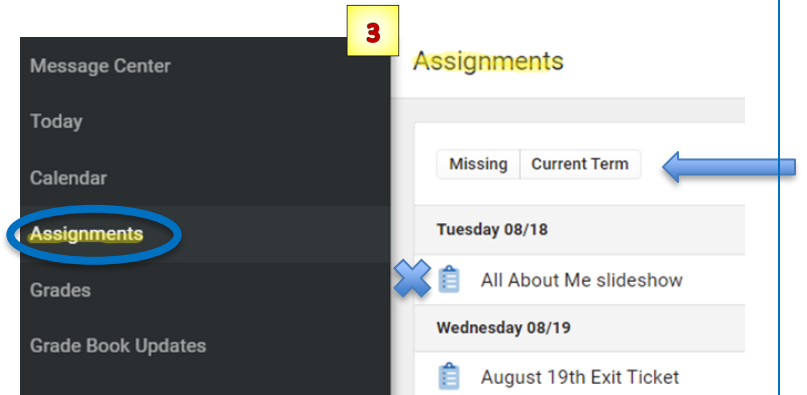 3
Message Center
Today
Calendar
Assignments
Grades
Grade Book Updates
Assignments
Missing Current Term
Tuesday 08/18
All About Me slideshow
Wednesday 08/19
August 19th Exit Ticket